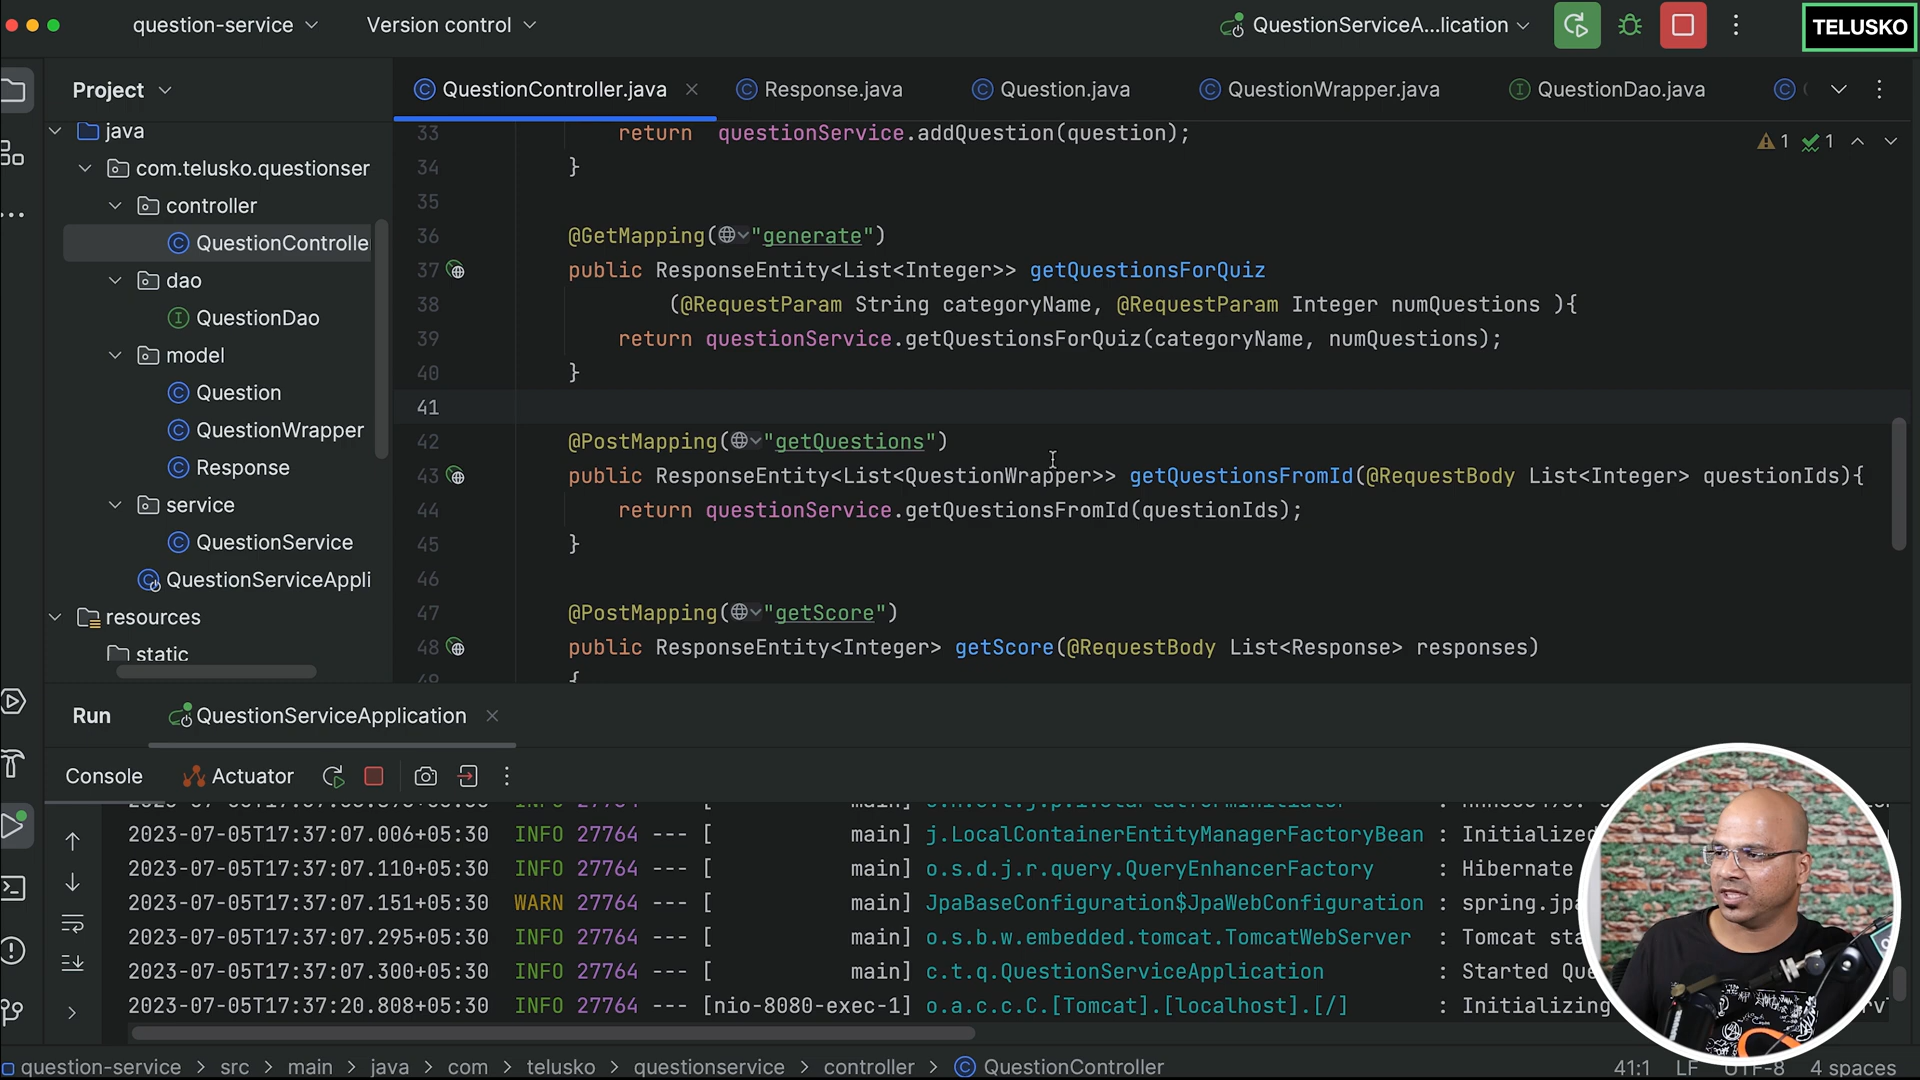 question-service
Version control
QuestionServiceA...lication
TELUSKO
Project
QuestionController.java
Response.java
Question.java
QuestionWrapper.java
QuestionDao.java
java
com.telusko.questionser
controller
QuestionControlle
dao
QuestionDao
model
Question
QuestionWrapper
Response
service
QuestionService
QuestionServiceAppli
resources
static
1 1
33 return questionService.addQuestion(question);
34 }
35
36 @GetMapping("generate")
37 public ResponseEntity<List<Integer>> getQuestionsForQuiz
38 (@RequestParam String categoryName, @RequestParam Integer numQuestions ){
39 return questionService.getQuestionsForQuiz(categoryName, numQuestions);
40 }
41
42 @PostMapping("getQuestions")
43 public ResponseEntity<List<QuestionWrapper>> getQuestionsFromId(@RequestBody List<Integer> questionIds){
44 return questionService.getQuestionsFromId(questionIds);
45 }
46
47 @PostMapping("getScore")
48 public ResponseEntity<Integer> getScore(@RequestBody List<Response> responses)
49 {
Run
QuestionServiceApplication
Console
Actuator
2023-07-05T17:37:07.006+05:30 INFO 27764 --- [ main] j.LocalContainerEntityManagerFactoryBean : Initialized
2023-07-05T17:37:07.110+05:30 INFO 27764 --- [ main] o.s.d.j.r.query.QueryEnhancerFactory : Hibernate
2023-07-05T17:37:07.151+05:30 WARN 27764 --- [ main] JpaBaseConfiguration$JpaWebConfiguration : spring.jpa
2023-07-05T17:37:07.295+05:30 INFO 27764 --- [ main] o.s.b.w.embedded.tomcat.TomcatWebServer : Tomcat sta
2023-07-05T17:37:07.300+05:30 INFO 27764 --- [ main] c.t.q.QuestionServiceApplication : Started Que
2023-07-05T17:37:20.808+05:30 INFO 27764 --- [nio-8080-exec-1] o.a.c.c.C.[Tomcat].[localhost].[/] : Initializing
question-service > src > main > java > com > telusko > questionservice > controller > QuestionController
41:1 LF UTF-8 4 spaces